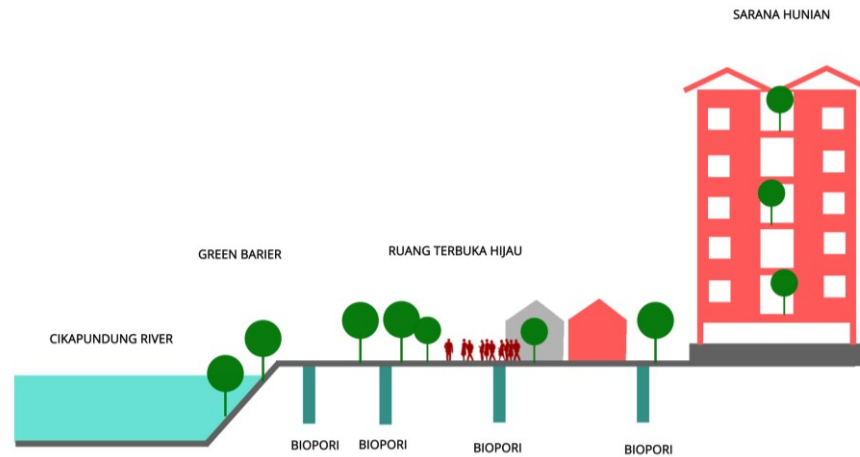 SARANA HUNIAN
GREEN BARIER
RUANG TERBUKA HIJAU
CIKAPUNDUNG RIVER
BIOPORI
BIOPORI
BIOPORI
BIOPORI